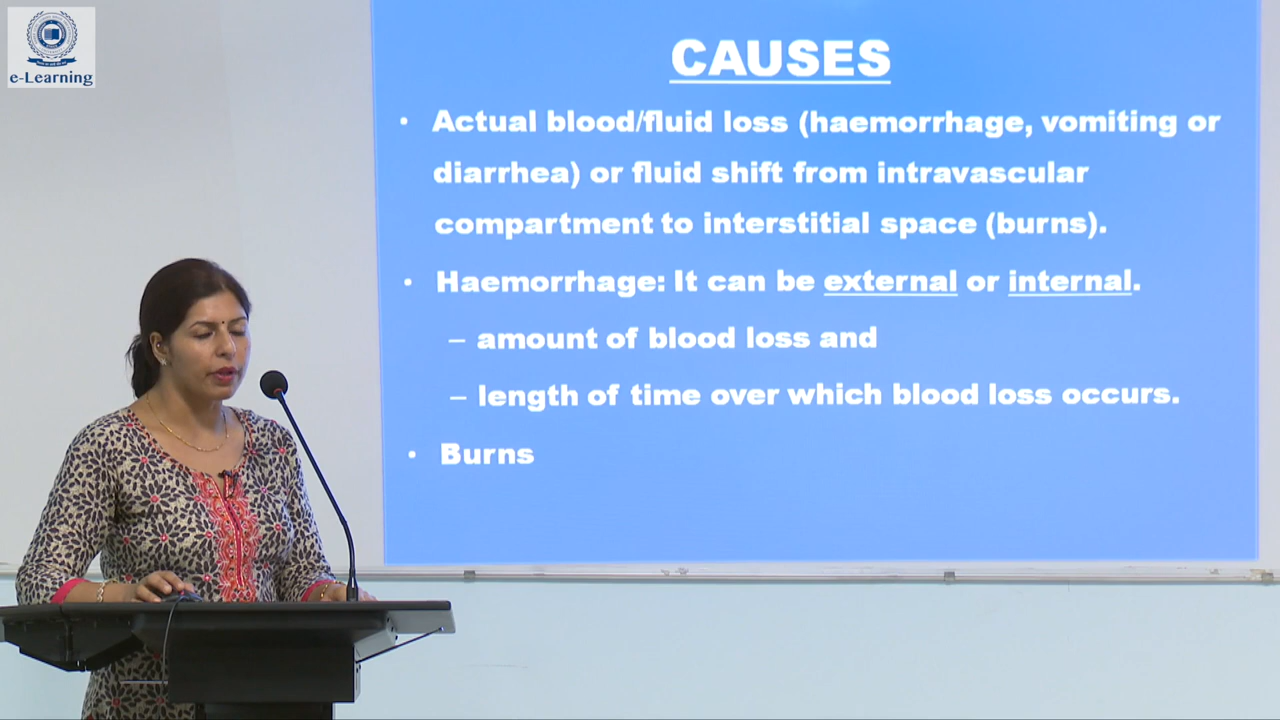 e-Learning
CAUSES
• Actual blood/fluid loss (haemorrhage, vomiting or
diarrhea) or fluid shift from intravascular
compartment to interstitial space (burns).
• Haemorrhage: It can be external or internal.
– amount of blood loss and
– length of time over which blood loss occurs.
• Burns